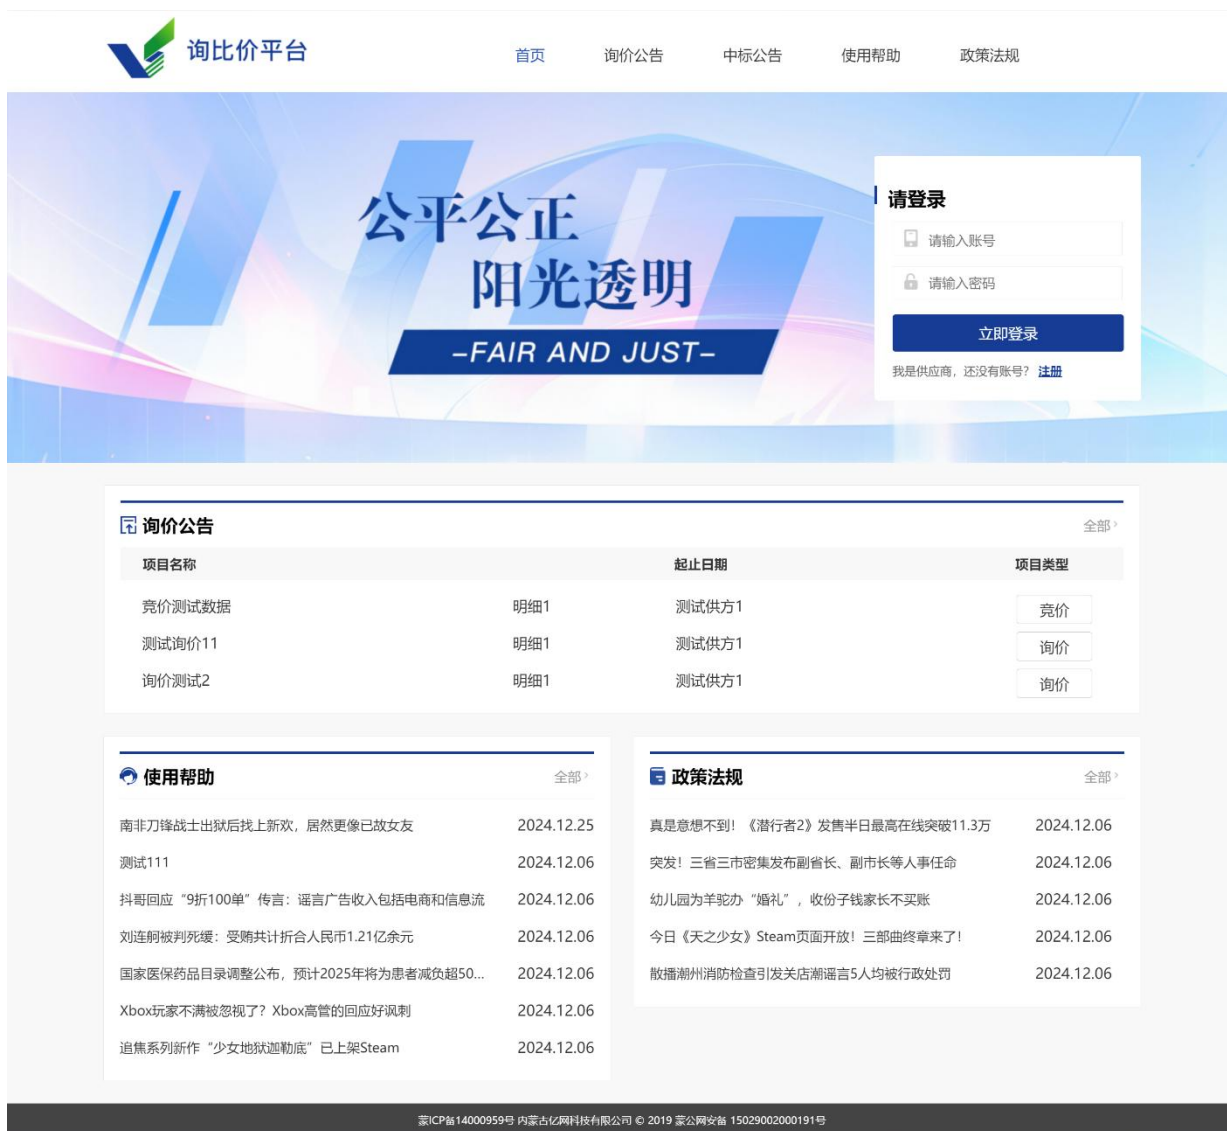 询比价平台
首页 询价公告 中标公告 使用帮助 政策法规
公平公正
阳光透明
–FAIR AND JUST–
请登录
请输入账号
请输入密码
立即登录
我是供应商，还没有账号？ 注册
询价公告 全部
项目名称 起止日期 项目类型
竞价测试数据 明细1 测试供方1 竞价
测试询价11 明细1 测试供方1 询价
询价测试2 明细1 测试供方1 询价
使用帮助 全部
南非刀锋战士出狱后找上新欢，居然更像已故女友 2024.12.25
测试111 2024.12.06
抖哥回应“9折100单”传言：谣言广告收入包括电商和信息流 2024.12.06
刘连舸被判死缓：受贿共计折合人民币1.21亿余元 2024.12.06
国家医保药品目录调整公布，预计2025年将为患者减负超50... 2024.12.06
Xbox玩家不满被忽视了？Xbox高管的回应好讽刺 2024.12.06
追焦系列新作“少女地狱迦勒底”已上架Steam 2024.12.06
政策法规 全部
真是意想不到！《潜行者2》发售半日最高在线突破11.3万 2024.12.06
突发！三省三市密集发布副省长、副市长等人事任命 2024.12.06
幼儿园为羊驼办“婚礼”，收份子钱家长不买账 2024.12.06
今日《天之少女》Steam页面开放！三部曲终章来了！ 2024.12.06
散播潮州消防检查引发关店潮谣言5人均被行政处罚 2024.12.06
蒙ICP备14000959号 内蒙古亿网科技有限公司 © 2019 蒙公网安备 15029002000191号